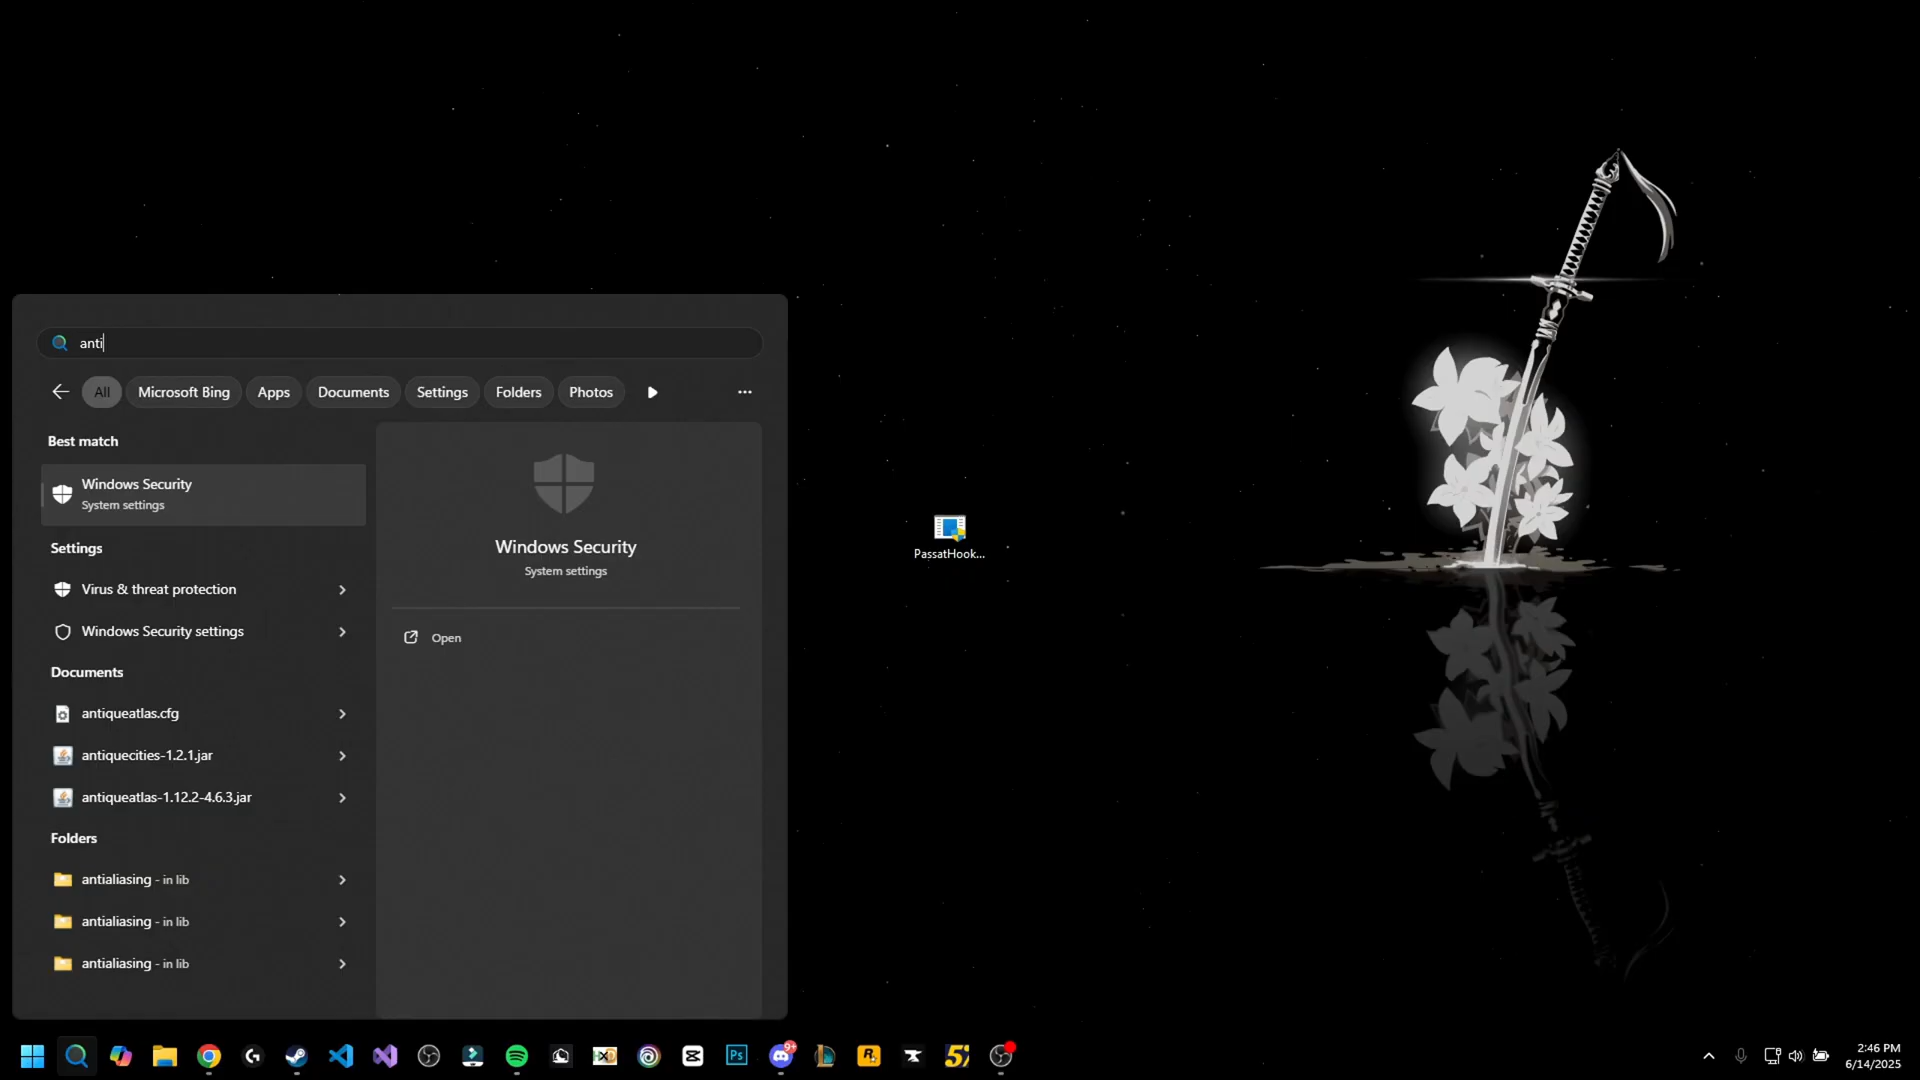 anti
All
Microsoft Bing
Apps
Documents
Settings
Folders
Photos
Best match
Windows Security
System settings
Settings
Virus & threat protection
Windows Security settings
Documents
antiqueatlas.cfg
antiquecities-1.2.1.jar
antiqueatlas-1.12.2-4.6.3.jar
Folders
antialiasing - in lib
antialiasing - in lib
antialiasing - in lib
Windows Security
System settings
Open
PassatHook...
Ps
9+
R
5
2:46 PM
6/14/2025